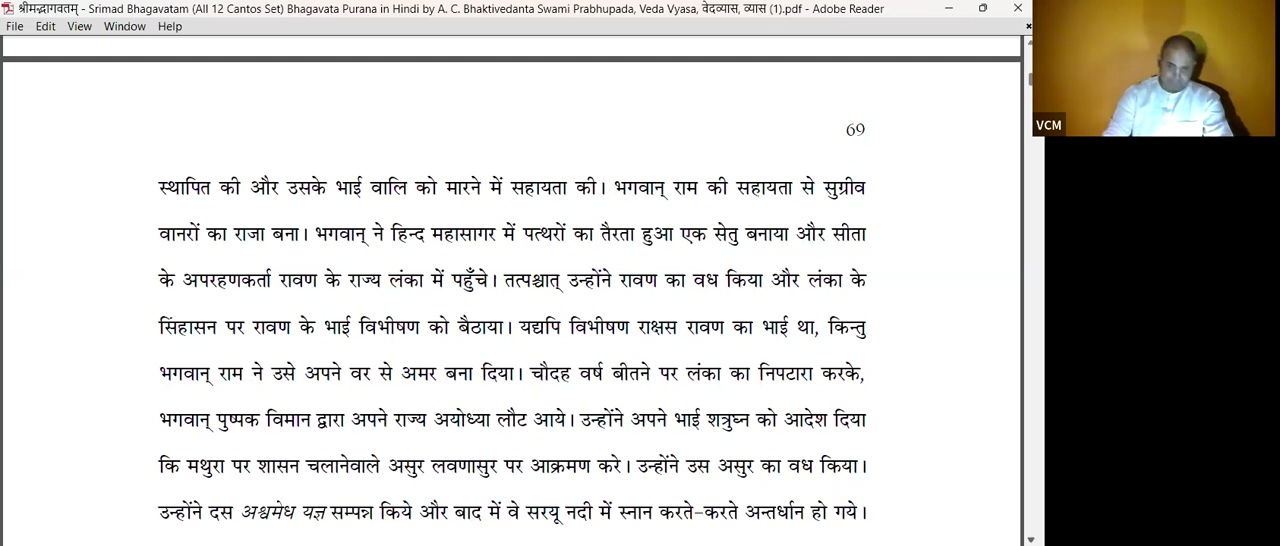 श्रीमद्भागवतम् - Srimad Bhagavatam (All 12 Cantos Set) Bhagavata Purana in Hindi by A. C. Bhaktivedanta Swami Prabhupada, Veda Vyasa, वेदव्यास, व्यास (1).pdf - Adobe Reader
File Edit View Window Help
69
VCM
स्थापित की और उसके भाई वालि को मारने में सहायता की। भगवान् राम की सहायता से सुग्रीव
वानरों का राजा बना। भगवान् ने हिन्द महासागर में पत्थरों का तैरता हुआ एक सेतु बनाया और सीता
के अपरहणकर्ता रावण के राज्य लंका में पहुँचे। तत्पश्चात् उन्होंने रावण का वध किया और लंका के
सिंहासन पर रावण के भाई विभीषण को बैठाया। यद्यपि विभीषण राक्षस रावण का भाई था, किन्तु
भगवान् राम ने उसे अपने वर से अमर बना दिया। चौदह वर्ष बीतने पर लंका का निपटारा करके,
भगवान् पुष्पक विमान द्वारा अपने राज्य अयोध्या लौट आये। उन्होंने अपने भाई शत्रुघ्न को आदेश दिया
कि मथुरा पर शासन चलानेवाले असुर लवणासुर पर आक्रमण करे। उन्होंने उस असुर का वध किया।
उन्होंने दस अश्वमेध यज्ञ सम्पन्न किये और बाद में वे सरयू नदी में स्नान करते-करते अन्तर्धान हो गये।